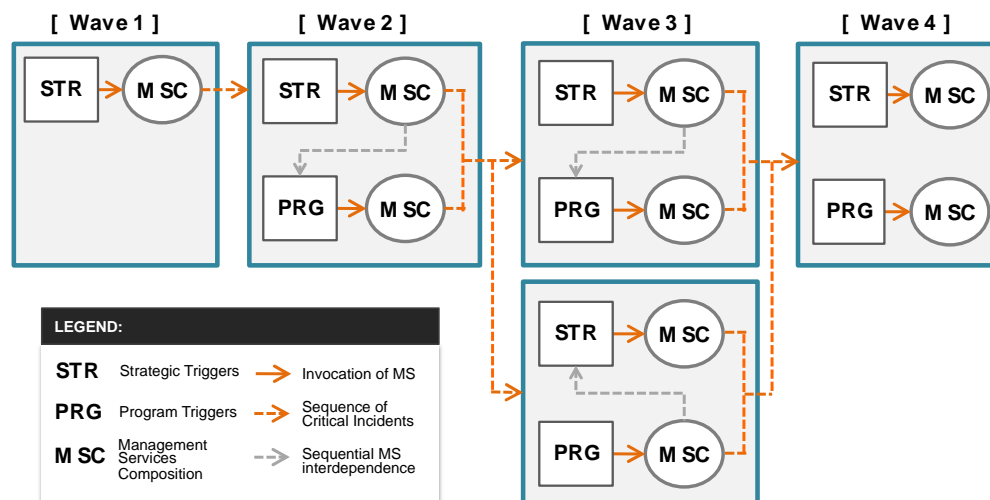 [ Wave 1 ] [ Wave 2 ] [ Wave 3 ] [ Wave 4 ]
STR M SC STR M SC STR M SC STR M SC
PRG M SC PRG M SC PRG M SC
LEGEND:
STR Strategic Triggers Invocation of MS
PRG Program Triggers Sequence of
Critical Incidents
M SC Management
Services
Composition
Sequential MS
interdependence
STR M SC
PRG M SC